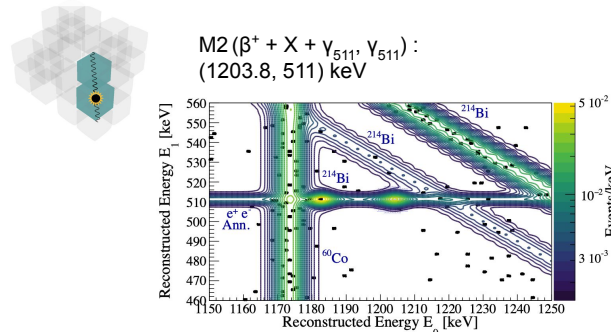 M2 (β⁺ + X + γ₅₁₁, γ₅₁₁) :
(1203.8, 511) keV
Reconstructed Energy E₁ [keV]
560
550
540
530
520
510
500
490
480
470
460
²¹⁴Bi
²¹⁴Bi
²¹⁴Bi
e⁺ e⁻
Ann.
⁶⁰Co
1150 1160 1170 1180 1190 1200 1210 1220 1230 1240 1250
Reconstructed Energy E₀ [keV]
5 10⁻²
10⁻²
3 10⁻³
Events/keV